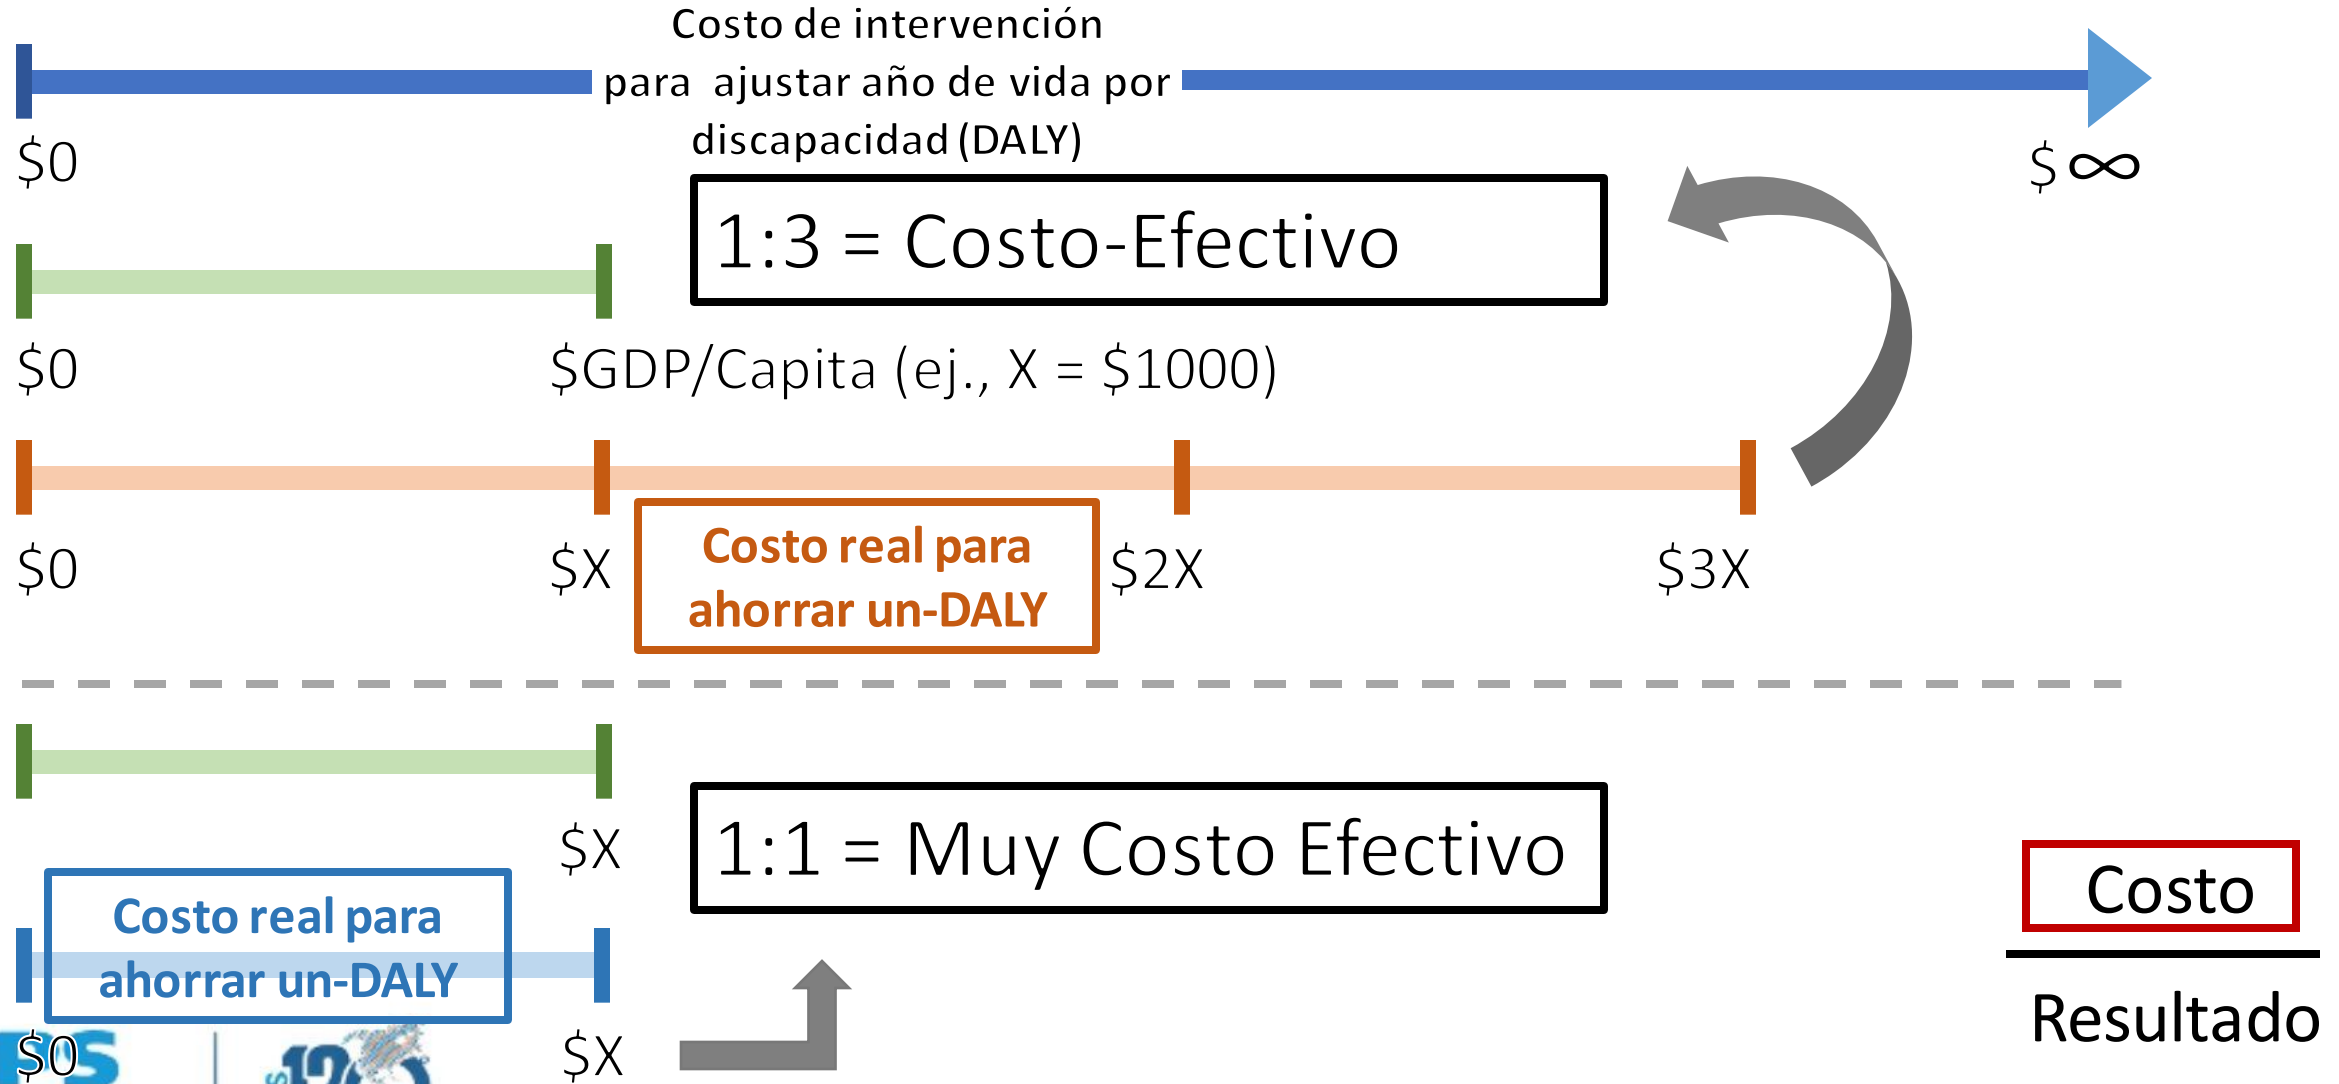 Costo de intervención
para ajustar año de vida por
discapacidad (DALY)
$0
$ ∞
1:3 = Costo-Efectivo
$0
$GDP/Capita (ej., X = $1000)
$0
$X
Costo real para
ahorrar un-DALY
$2X
$3X
$X
1:1 = Muy Costo Efectivo
Costo real para
ahorrar un-DALY
Costo
Resultado
$0
$X